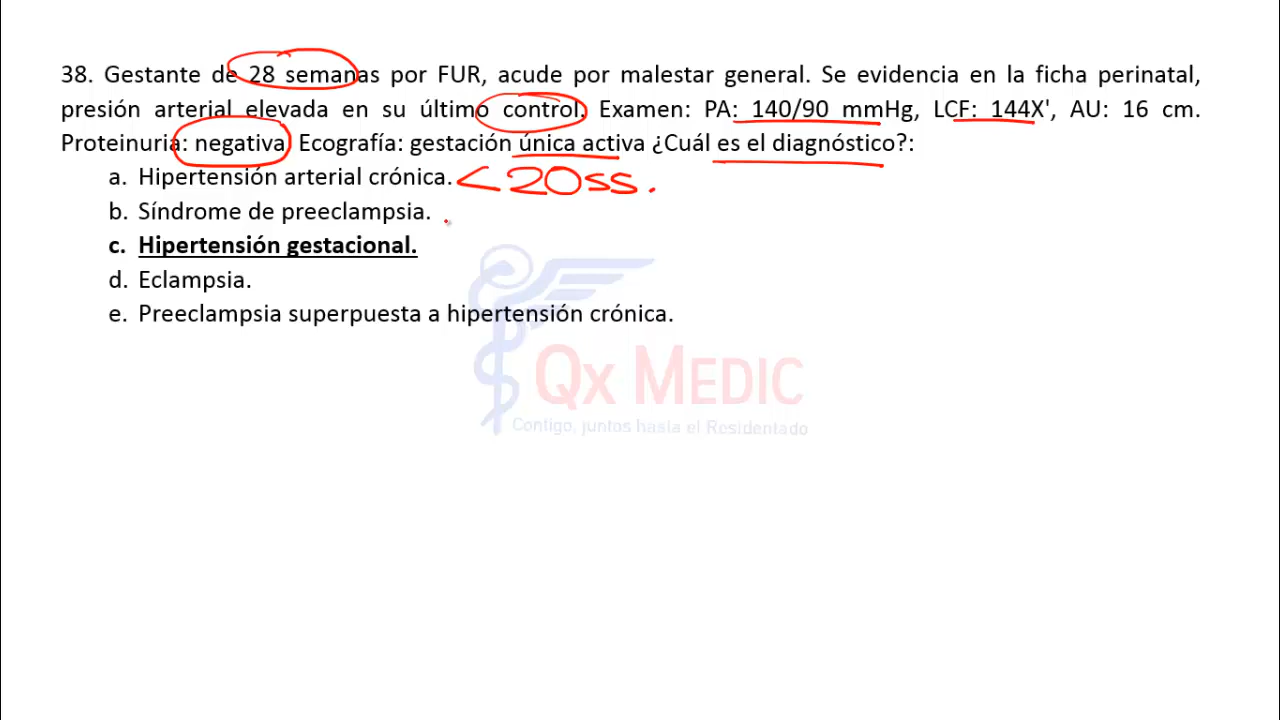 38. Gestante de 28 semanas por FUR, acude por malestar general. Se evidencia en la ficha perinatal,
presión arterial elevada en su último control. Examen: PA: 140/90 mmHg, LCF: 144X', AU: 16 cm.
Proteinuria: negativa. Ecografía: gestación única activa ¿Cuál es el diagnóstico?:
a. Hipertensión arterial crónica. < 20ss.
b. Síndrome de preeclampsia.
c. Hipertensión gestacional.
d. Eclampsia.
e. Preeclampsia superpuesta a hipertensión crónica.
Qx MEDIC
Contigo, juntos hasta el Residentado